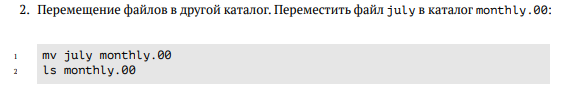 2. Перемещение файлов в другой каталог. Переместить файл july в каталог monthly.00:
1 mv july monthly.00
2 ls monthly.00